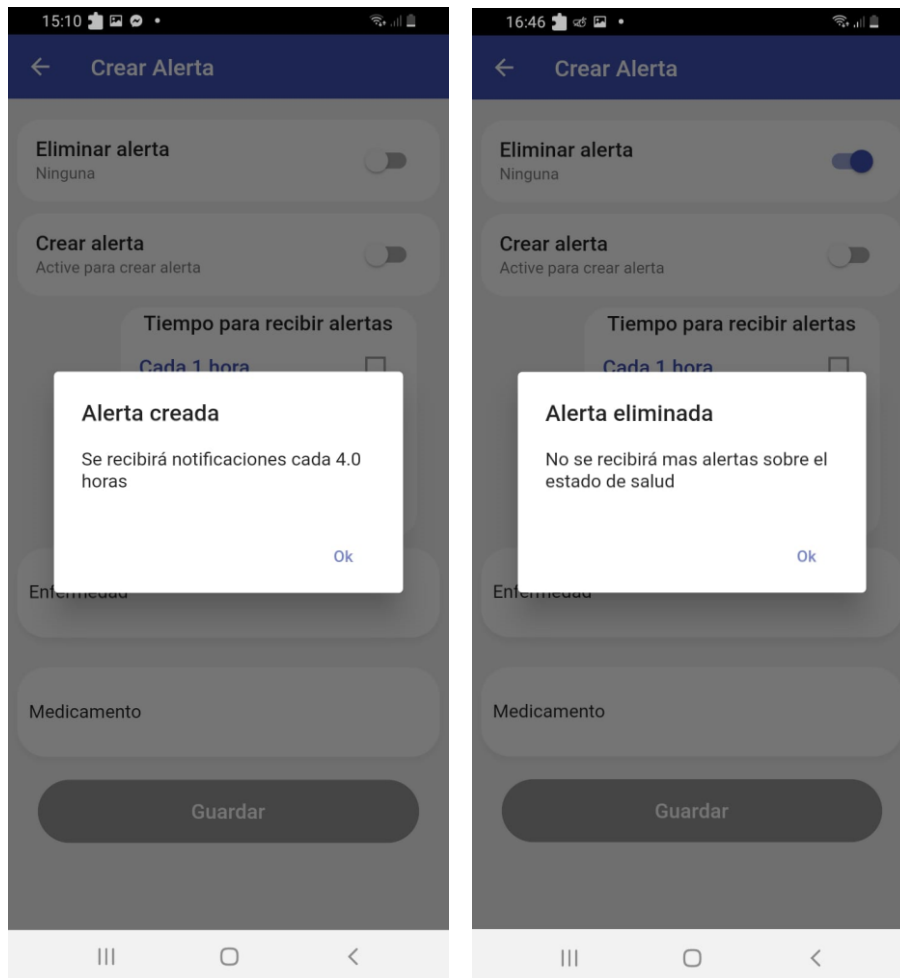 15:10
Crear Alerta
Eliminar alerta
Ninguna
Crear alerta
Active para crear alerta
Tiempo para recibir alertas
Cada 1 hora
Alerta creada
Se recibirá notificaciones cada 4.0
horas
Ok
Enfermedad
Medicamento
Guardar
16:46
Crear Alerta
Eliminar alerta
Ninguna
Crear alerta
Active para crear alerta
Tiempo para recibir alertas
Cada 1 hora
Alerta eliminada
No se recibirá mas alertas sobre el
estado de salud
Ok
Enfermedad
Medicamento
Guardar